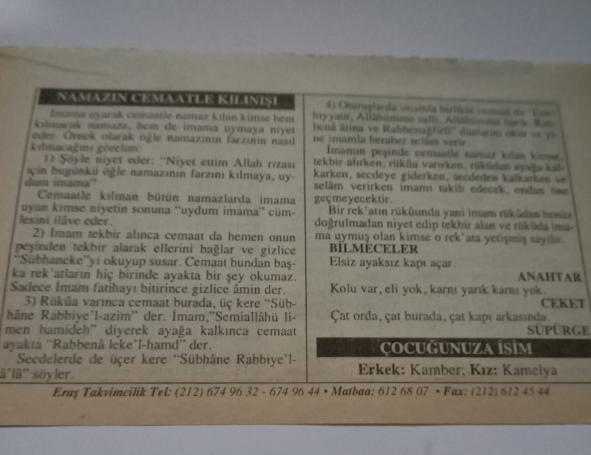 NAMAZIN CEMAATLE KILINIŞI
İmama uyarak cemaatle namaz kılan kimse hem
kılınacak namaza, hem de imama uymaya niyet
eder. Örnek olarak öğle namazının farzının nasıl
kılınacağını görelim:
1) Şöyle niyet eder: "Niyet ettim Allah rızası
için bugünkü öğle namazının farzını kılmaya, uy-
dum imama"
Cemaatle kılınan bütün namazlarda imama
uyan kimse niyetin sonuna "uydum imama" cüm-
lesini ilâve eder.
2) İmam tekbir alınca cemaat da hemen onun
peşinden tekbir alarak ellerini bağlar ve gizlice
"Sübhaneke"yi okuyup susar. Cemaat bundan baş-
ka rek'atların hiç birinde ayakta bir şey okumaz.
Sadece İmam fatihayı bitirince gizlice âmin der.
3) Rükûa varınca cemaat burada, üç kere "Süb-
hâne Rabbiye'l-azim" der. İmam,"Semiallâhü li-
men hamideh" diyerek ayağa kalkınca cemaat
ayakta "Rabbenâ leke'l-hamd" der.
Secdelerde de üçer kere "Sübhâne Rabbiye'l-
â'lâ" söyler.
4) Oturuşlarda imamla birlikte cemaat da "Etta-
hiyyatü, Allâhümme salli, Allâhümme barik Rab-
benâ âtina ve Rabbenağfirli" dualarını okur ve yi-
ne imamla beraber selâm verir.
İmamın peşinde cemaatle namaz kılan kimse,
tekbir alırken, rükûa varırken, rükûdan ayağa kal-
karken, secdeye giderken, secdeden kalkarken ve
selâm verirken imamı takib edecek, ondan öne
geçmeyecektir.
Bir rek'atın rükûunda yani imam rükûdan henüz
doğrulmadan niyet edip tekbir alan ve rükûda ima-
ma uymuş olan kimse o rek'ata yetişmiş sayılır.
BİLMECELER
Elsiz ayaksız kapı açar.
ANAHTAR
Kolu var, eli yok, karnı yarık karnı yok.
CEKET
Çat orda, çat burada, çat kapı arkasında.
SÜPÜRGE
ÇOCUĞUNUZA İSİM
Erkek: Kamber; Kız: Kamelya
Eraş Takvimcilik Tel: (212) 674 96 32 - 674 96 44 • Matbaa: 612 68 07 • Fax: (212) 612 45 44